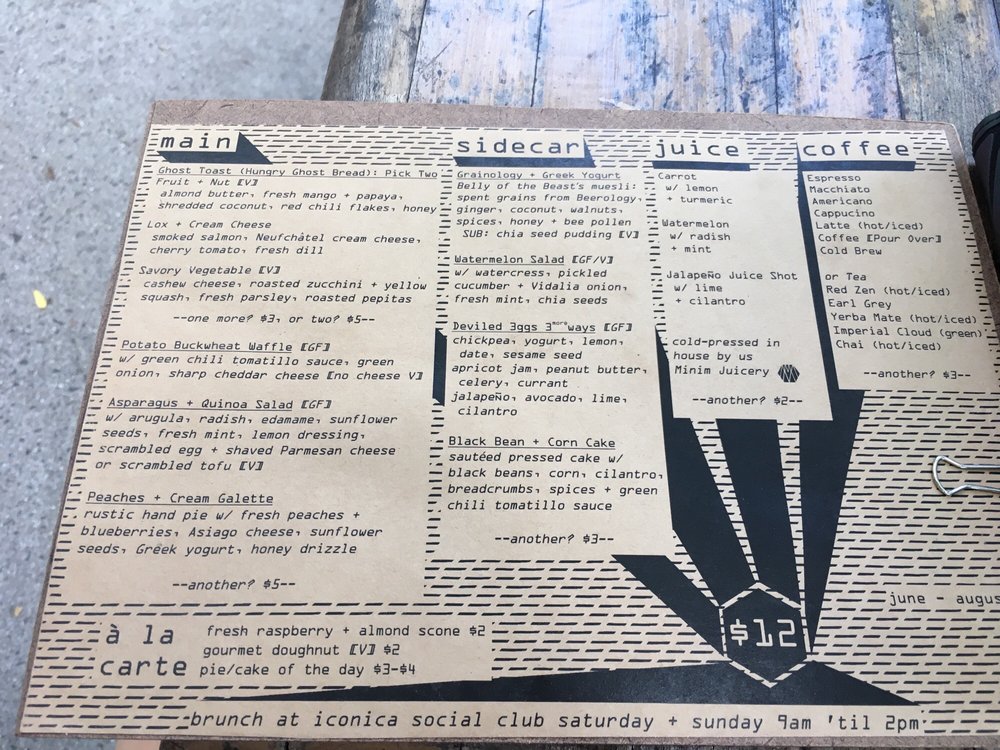 main
Ghost Toast (Hungry Ghost Bread): Pick Two
Fruit + Nut [V]
almond butter, fresh mango + papaya,
shredded coconut, red chili flakes, honey
Lox + Cream Cheese
smoked salmon, Neufchâtel cream cheese,
cherry tomato, fresh dill
Savory Vegetable [V]
cashew cheese, roasted zucchini + yellow
squash, fresh parsley, roasted pepitas
--one more? $3, or two? $5--
Potato Buckwheat Waffle [GF]
w/ green chili tomatillo sauce, green
onion, sharp cheddar cheese [no cheese V]
Asparagus + Quinoa Salad [GF]
w/ arugula, radish, edamame, sunflower
seeds, fresh mint, lemon dressing,
scrambled egg + shaved Parmesan cheese
or scrambled tofu [V]
Peaches + Cream Galette
rustic hand pie w/ fresh peaches +
blueberries, Asiago cheese, sunflower
seeds, Greek yogurt, honey drizzle
--another? $5--
sidecar
Grainology + Greek Yogurt
Belly of the Beast's muesli:
spent grains from Beerology,
ginger, coconut, walnuts,
spices, honey + bee pollen
SUB: chia seed pudding [V]
Watermelon Salad [GF/V]
w/ watercress, pickled
cucumber + Vidalia onion,
fresh mint, chia seeds
Deviled 3ggs 3more ways [GF]
chickpea, yogurt, lemon,
date, sesame seed
apricot jam, peanut butter,
celery, currant
jalapeño, avocado, lime,
cilantro
Black Bean + Corn Cake
sautéed pressed cake w/
black beans, corn, cilantro,
breadcrumbs, spices + green
chili tomatillo sauce
--another? $3--
juice
Carrot
w/ lemon
+ turmeric
Watermelon
w/ radish
+ mint
Jalapeño Juice Shot
w/ lime
+ cilantro
cold-pressed in
house by us
Minim Juicery
--another? $2--
coffee
Espresso
Macchiato
Americano
Cappucino
Latte (hot/iced)
Coffee [Pour Over]
Cold Brew
or Tea
Red Zen (hot/iced)
Earl Grey
Yerba Mate (hot/iced)
Imperial Cloud (green)
Chai (hot/iced)
--another? $3--
june - augus
$12
à la
carte
fresh raspberry + almond scone $2
gourmet doughnut [V] $2
pie/cake of the day $3-$4
brunch at iconica social club saturday + sunday 9am 'til 2pm